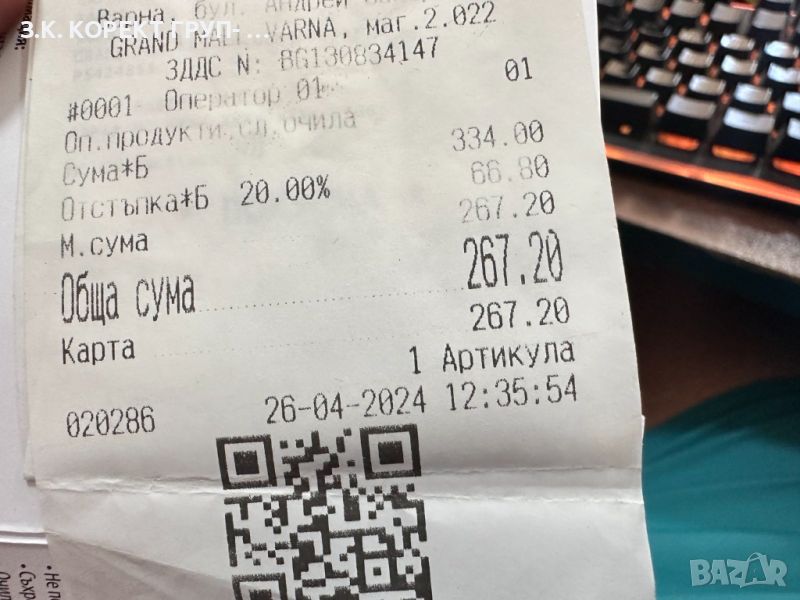 З.К. КОРЕКТ ГРУП- ...
Варна бул. Андрей
GRAND MALL VARNA, маг.2.022
ЗДДС N: BG130834147
#0001 Оператор 01 01
Оп.продукти,сл.очила
Сума*Б 334.00
Отстъпка*Б 20.00% 66.80
М.сума 267.20
Обща сума 267.20
Карта 267.20
1 Артикула
020286 26-04-2024 12:35:54
BAZAR